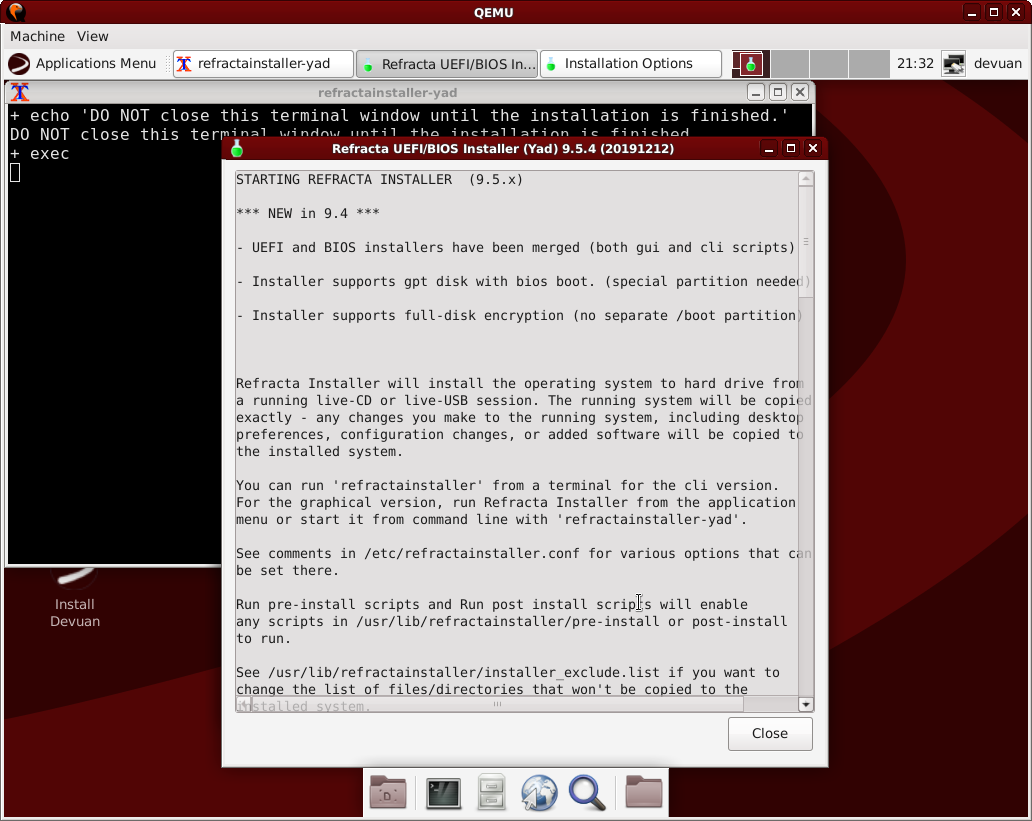 QEMU
Machine View
Applications Menu refractainstaller-yad Refracta UEFI/BIOS In... Installation Options 21:32 devuan
refractainstaller-yad
+ echo 'DO NOT close this terminal window until the installation is finished.'
DO NOT close this terminal window until the installation is finished.
+ exec
Refracta UEFI/BIOS Installer (Yad) 9.5.4 (20191212)
STARTING REFRACTA INSTALLER (9.5.x)
*** NEW in 9.4 ***
- UEFI and BIOS installers have been merged (both gui and cli scripts)
- Installer supports gpt disk with bios boot. (special partition needed)
- Installer supports full-disk encryption (no separate /boot partition)
Refracta Installer will install the operating system to hard drive from
a running live-CD or live-USB session. The running system will be copied
exactly - any changes you make to the running system, including desktop
preferences, configuration changes, or added software will be copied to
the installed system.
You can run 'refractainstaller' from a terminal for the cli version.
For the graphical version, run Refracta Installer from the application
menu or start it from command line with 'refractainstaller-yad'.
See comments in /etc/refractainstaller.conf for various options that can
be set there.
Run pre-install scripts and Run post install scripts will enable
any scripts in /usr/lib/refractainstaller/pre-install or post-install
to run.
See /usr/lib/refractainstaller/installer_exclude.list if you want to
change the list of files/directories that won't be copied to the
installed system.
Close
Install
Devuan